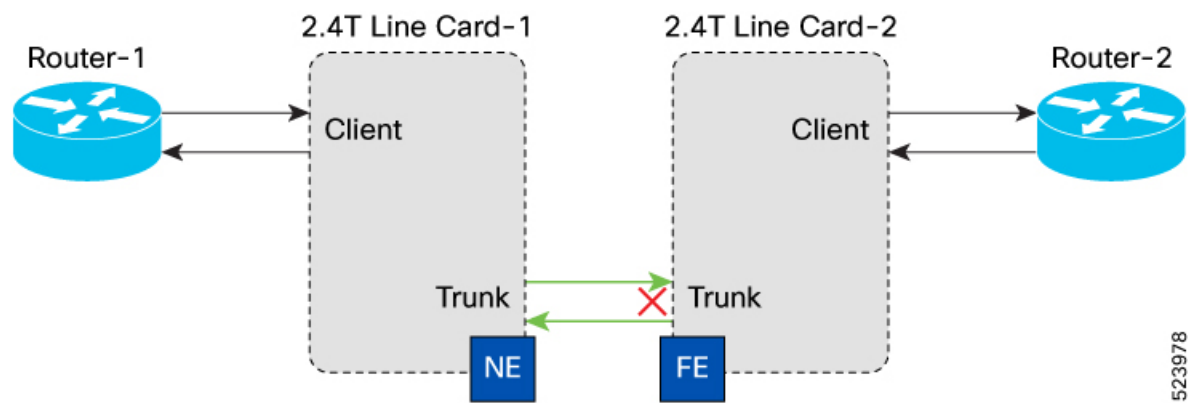 2.4T Line Card-1
2.4T Line Card-2
Router-1
Router-2
Client
Client
Trunk
Trunk
NE
FE
523978